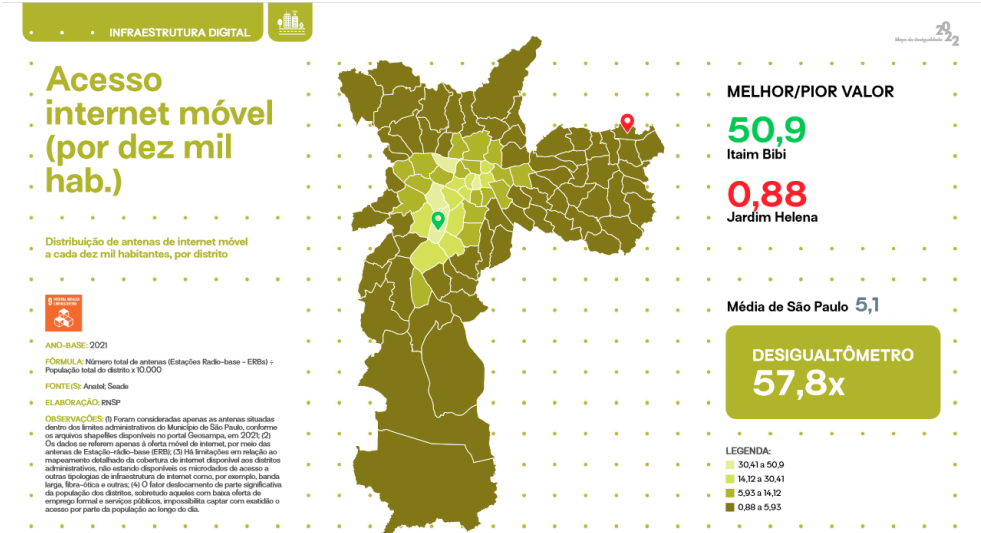 INFRAESTRUTURA DIGITAL
Mapa da desigualdade
2022
Acesso
internet móvel
(por dez mil
hab.)
Distribuição de antenas de internet móvel
a cada dez mil habitantes, por distrito
9 INDÚSTRIA, INOVAÇÃO
E INFRAESTRUTURA
ANO-BASE: 2021
FÓRMULA: Número total de antenas (Estações Radio-base - ERBs) ÷
População total do distrito x 10.000
FONTE(S): Anatel; Seade
ELABORAÇÃO: RNSP
OBSERVAÇÕES: (1) Foram consideradas apenas as antenas situadas
dentro dos limites administrativos do Município de São Paulo, conforme
os arquivos shapefiles disponíveis no portal Geosampa, em 2021; (2)
Os dados se referem apenas à oferta móvel de internet, por meio das
antenas de Estação-rádio-base (ERB); (3) Há limitações em relação ao
mapeamento detalhado da cobertura de internet disponível aos distritos
administrativos, não estando disponíveis os microdados de acesso a
outras tipologias de infraestrutura de internet como, por exemplo, banda
larga, fibra-ótica e outras; (4) O fator deslocamento de parte significativa
da população dos distritos, sobretudo aqueles com baixa oferta de
emprego formal e serviços públicos, impossibilita captar com exatidão o
acesso por parte da população ao longo do dia.
MELHOR/PIOR VALOR
50,9
Itaim Bibi
0,88
Jardim Helena
Média de São Paulo 5,1
DESIGUALTÔMETRO
57,8x
LEGENDA:
30,41 a 50,9
14,12 a 30,41
5,93 a 14,12
0,88 a 5,93